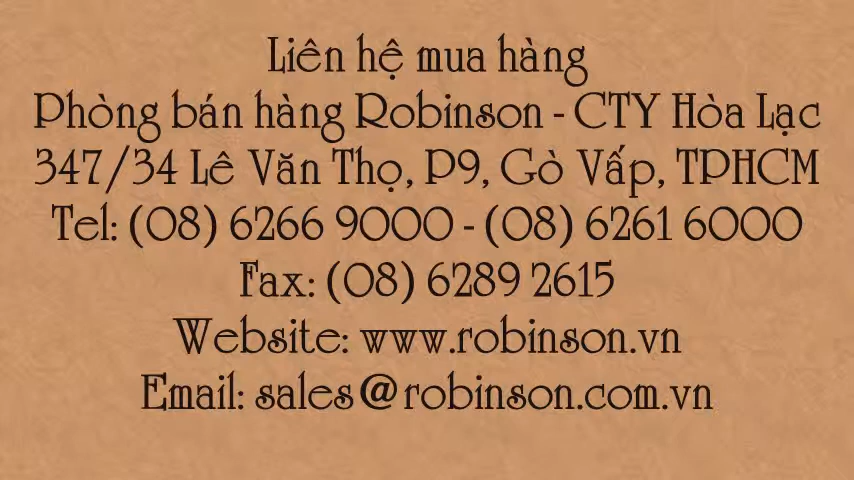 Liên hệ mua hàng
Phòng bán hàng Robinson - CTY Hòa Lạc
347/34 Lê Văn Thọ, P9, Gò Vấp, TPHCM
Tel: (08) 6266 9000 - (08) 6261 6000
Fax: (08) 6289 2615
Website: www.robinson.vn
Email: sales@robinson.com.vn